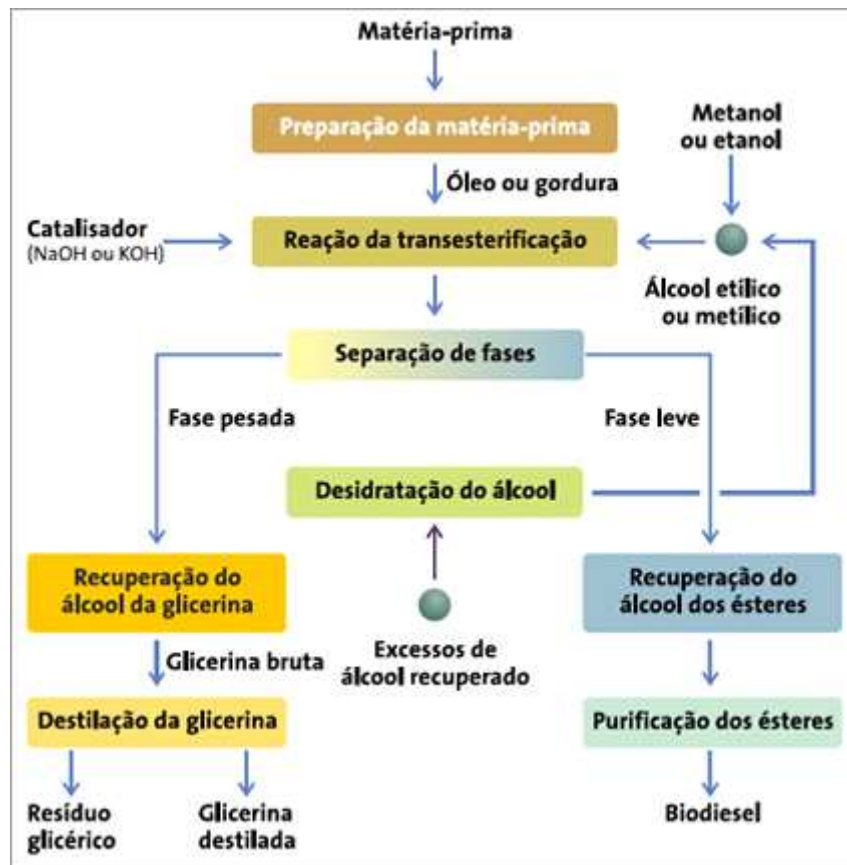 Matéria-prima
Preparação da matéria-prima
Metanol
ou etanol
Óleo ou gordura
Catalisador
(NaOH ou KOH)
Reação da transesterificação
Álcool etílico
ou metílico
Separação de fases
Fase pesada
Fase leve
Desidratação do álcool
Recuperação do
álcool da glicerina
Recuperação do
álcool dos ésteres
Excessos de
álcool recuperado
Glicerina bruta
Destilação da glicerina
Purificação dos ésteres
Resíduo
glicérico
Glicerina
destilada
Biodiesel